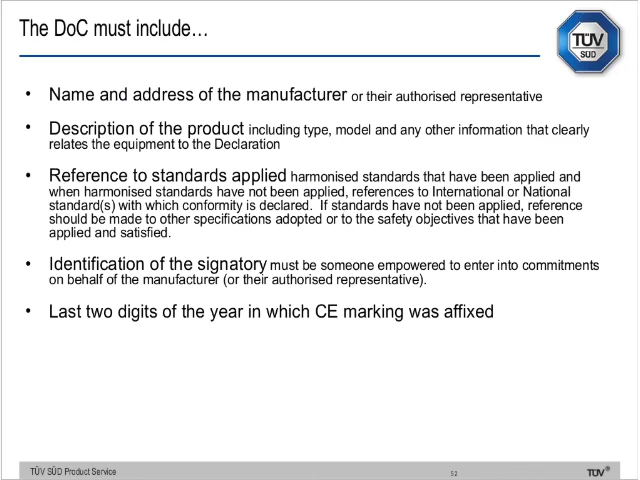 The DoC must include…
TÜV
SÜD
• Name and address of the manufacturer or their authorised representative
• Description of the product including type, model and any other information that clearly
relates the equipment to the Declaration
• Reference to standards applied harmonised standards that have been applied and
when harmonised standards have not been applied, references to International or National
standard(s) with which conformity is declared. If standards have not been applied, reference
should be made to other specifications adopted or to the safety objectives that have been
applied and satisfied.
• Identification of the signatory must be someone empowered to enter into commitments
on behalf of the manufacturer (or their authorised representative).
• Last two digits of the year in which CE marking was affixed
TÜV SÜD Product Service
52
TÜV®